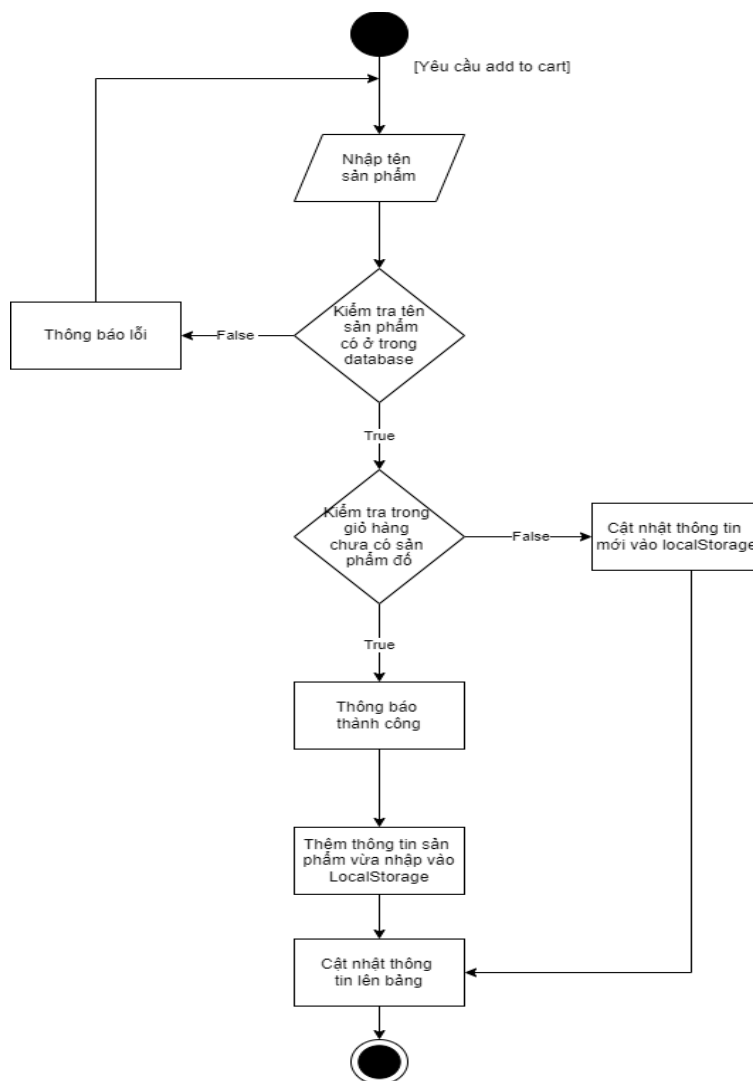 [Yêu cầu add to cart]
Nhập tên
sản phẩm
Kiểm tra tên
sản phẩm
có ở trong
database
False
Thông báo lỗi
True
Kiểm tra trong
giỏ hàng
chưa có sản
phẩm đó
False
Cật nhật thông tin
mới vào localStorage
True
Thông báo
thành công
Thêm thông tin sản
phẩm vừa nhập vào
LocalStorage
Cật nhật thông
tin lên bảng